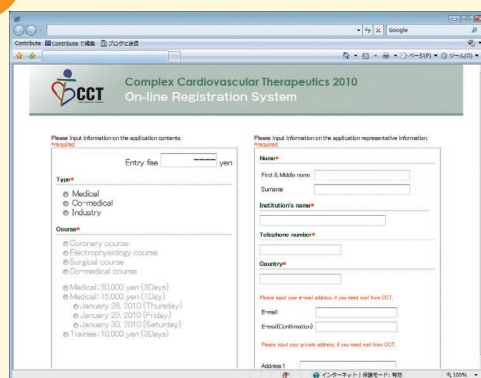 Google
Contribute Contribute で編集 ブログに送信
ページ(P) ツール(O)
CCT
Complex Cardiovascular Therapeutics 2010
On-line Registration System
Please input information on the application contents.
*required
Entry fee ---- yen
Type*
Medical
Co-medical
Industry
Course*
Coronary course
Electrophysiology course
Surgical course
Co-medical course
Medical:30,000 yen (3Days)
Medical:15,000 yen (1Day)
January 28, 2010 (Thursday)
January 29, 2010 (Friday)
January 30, 2010 (Saturday)
Trainee:10,000 yen (3Days)
Please input information on the application representative information.
*required
Name*
First & Middle name
Surname
Institution's name*
Telephone number*
Country*
Please input your e-mail address, if you need mail from CCT.
E-mail
E-mail(Confirmation)
Please input your private address, if you need mail from CCT.
Address 1
インターネット | 保護モード: 有効
100%